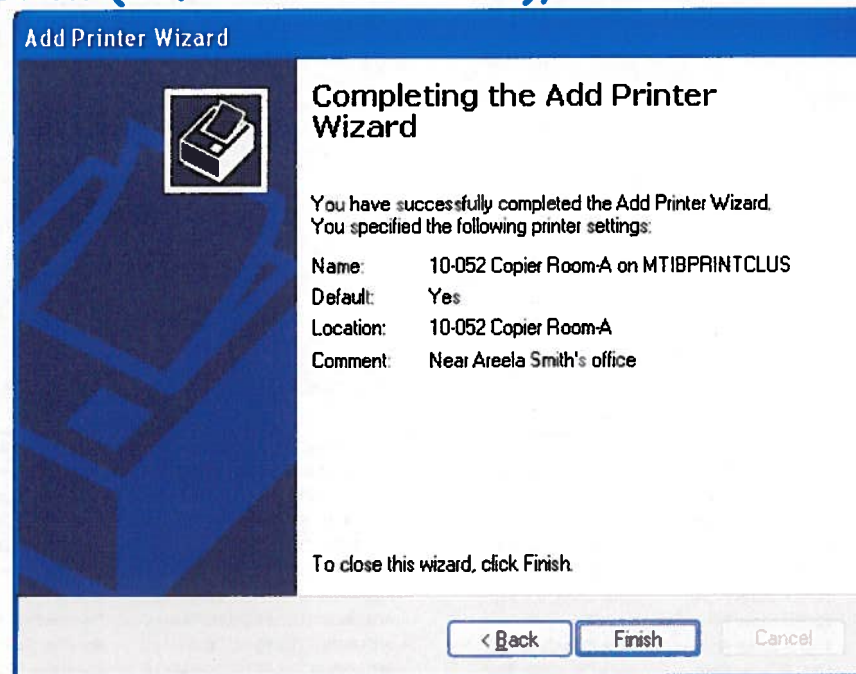 Add Printer Wizard
Completing the Add Printer
Wizard
You have successfully completed the Add Printer Wizard.
You specified the following printer settings:
Name: 10-052 Copier Room-A on MTIBPRINTCLUS
Default: Yes
Location: 10-052 Copier Room-A
Comment: Near Areela Smith's office
To close this wizard, click Finish.
< Back Finish Cancel